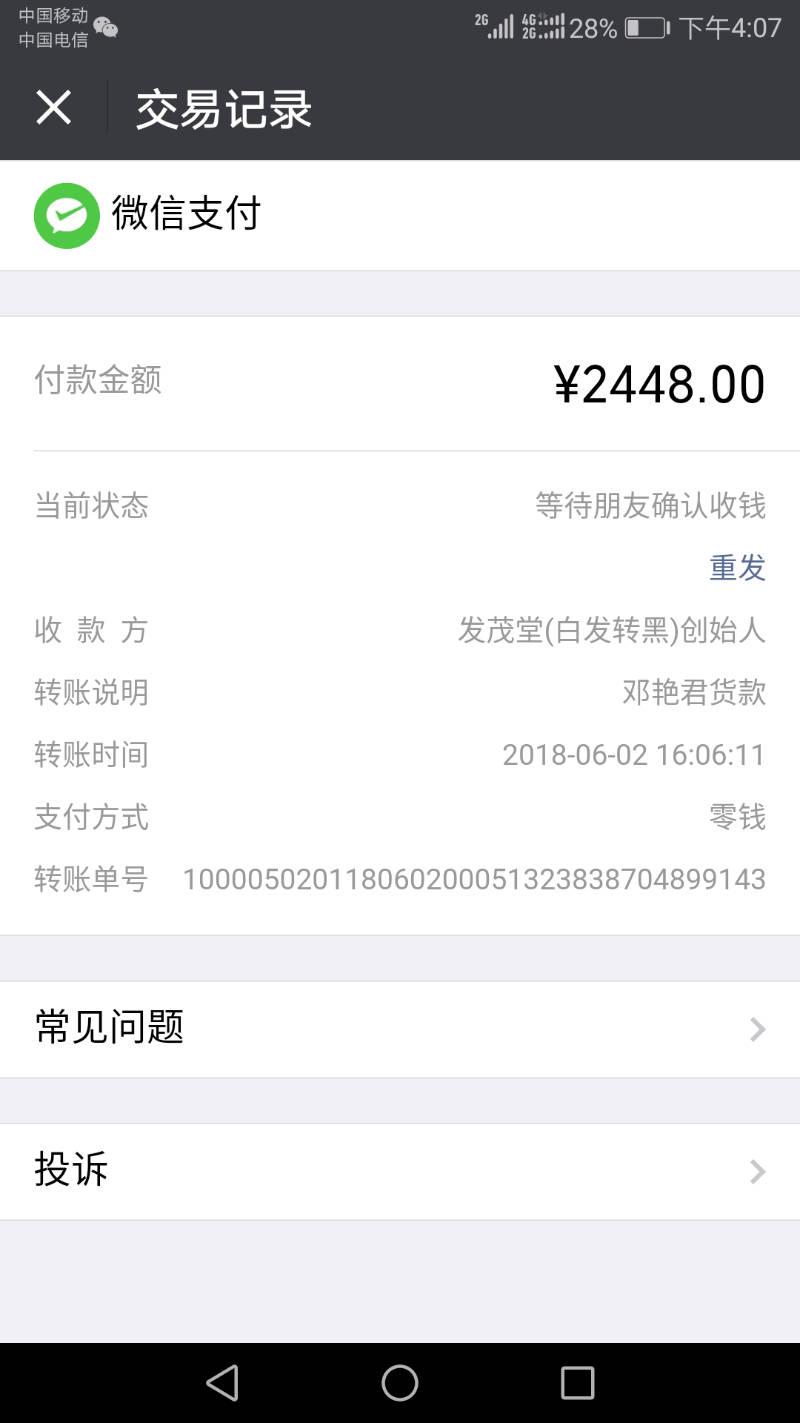 中国移动
中国电信
2G 4G 2G 28% 下午4:07
交易记录
微信支付
付款金额 ¥2448.00
当前状态 等待朋友确认收钱
重发
收款方 发茂堂(白发转黑)创始人
转账说明 邓艳君货款
转账时间 2018-06-02 16:06:11
支付方式 零钱
转账单号 1000050201180602000513238387048991​43
常见问题
投诉